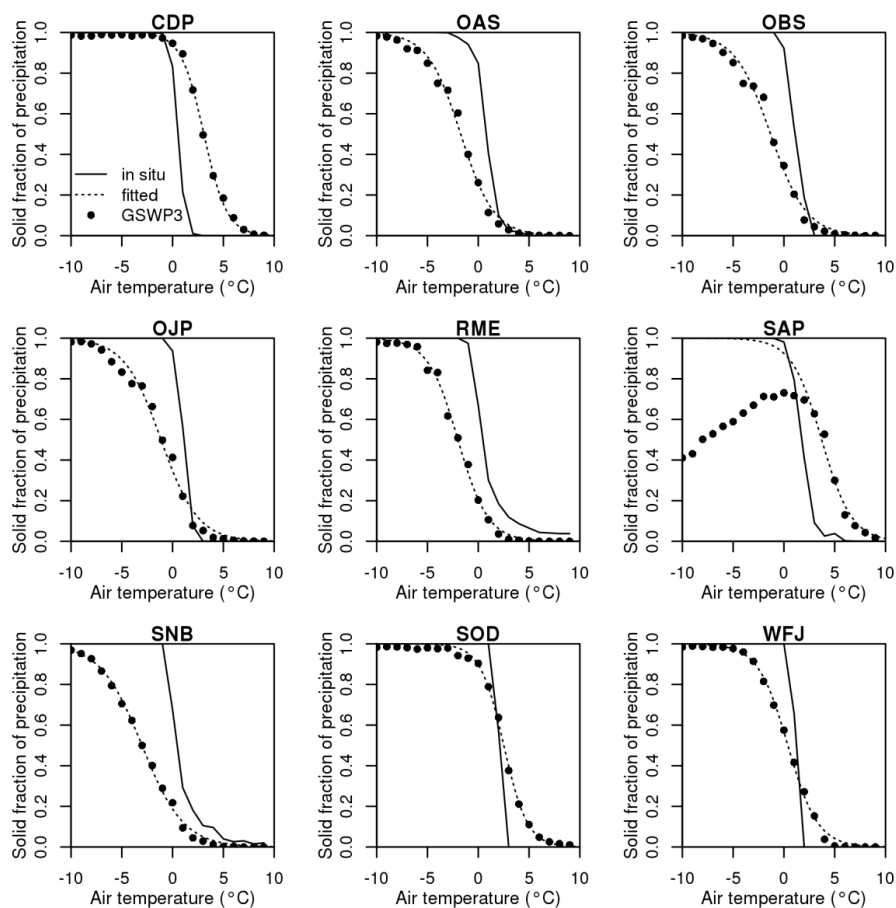 CDP
Solid fraction of precipitation
0.0 0.2 0.4 0.6 0.8 1.0
in situ
fitted
GSWP3
-10 -5 0 5 10
Air temperature (°C)
OAS
Solid fraction of precipitation
0.0 0.2 0.4 0.6 0.8 1.0
-10 -5 0 5 10
Air temperature (°C)
OBS
Solid fraction of precipitation
0.0 0.2 0.4 0.6 0.8 1.0
-10 -5 0 5 10
Air temperature (°C)
OJP
Solid fraction of precipitation
0.0 0.2 0.4 0.6 0.8 1.0
-10 -5 0 5 10
Air temperature (°C)
RME
Solid fraction of precipitation
0.0 0.2 0.4 0.6 0.8 1.0
-10 -5 0 5 10
Air temperature (°C)
SAP
Solid fraction of precipitation
0.0 0.2 0.4 0.6 0.8 1.0
-10 -5 0 5 10
Air temperature (°C)
SNB
Solid fraction of precipitation
0.0 0.2 0.4 0.6 0.8 1.0
-10 -5 0 5 10
Air temperature (°C)
SOD
Solid fraction of precipitation
0.0 0.2 0.4 0.6 0.8 1.0
-10 -5 0 5 10
Air temperature (°C)
WFJ
Solid fraction of precipitation
0.0 0.2 0.4 0.6 0.8 1.0
-10 -5 0 5 10
Air temperature (°C)